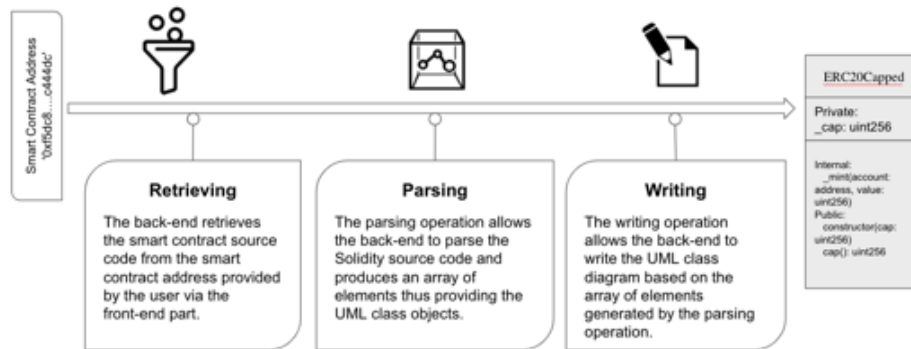 Smart Contract Address
'0xf5dc8.....c444dc'
Retrieving
The back-end retrieves
the smart contract source
code from the smart
contract address provided
by the user via the
front-end part.
Parsing
The parsing operation allows
the back-end to parse the
Solidity source code and
produces an array of
elements thus providing the
UML class objects.
Writing
The writing operation
allows the back-end to
write the UML class
diagram based on the
array of elements
generated by the parsing
operation.
ERC20Capped
Private:
_cap: uint256
Internal:
_mint(account:
address, value:
uint256)
Public:
constructor(cap:
uint256)
cap(): uint256